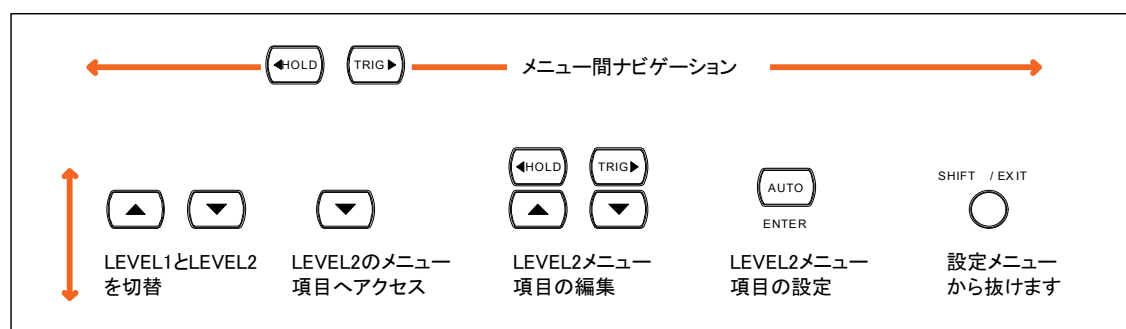 ◀HOLD TRIG▶ メニュー間ナビゲーション
◀HOLD TRIG▶
AUTO
ENTER
SHIFT / EXIT
LEVEL1とLEVEL2
を切替
LEVEL2のメニュー
項目へアクセス
LEVEL2メニュー
項目の編集
LEVEL2メニュー
項目の設定
設定メニュー
から抜けます